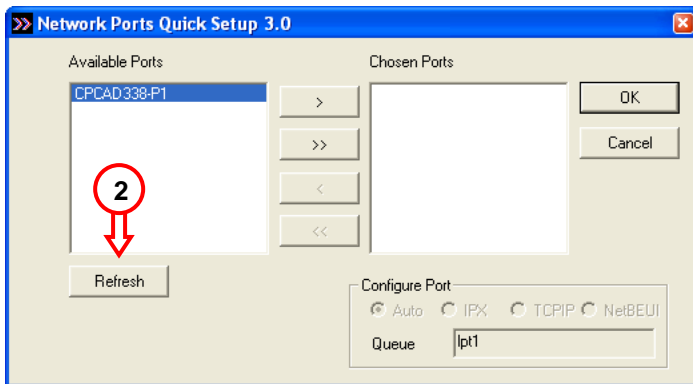 Network Ports Quick Setup 3.0
Available Ports
Chosen Ports
CPCAD338-P1
>
>>
<
<<
OK
Cancel
2
Refresh
Configure Port
Auto IPX TCPIP NetBEUI
Queue lpt1